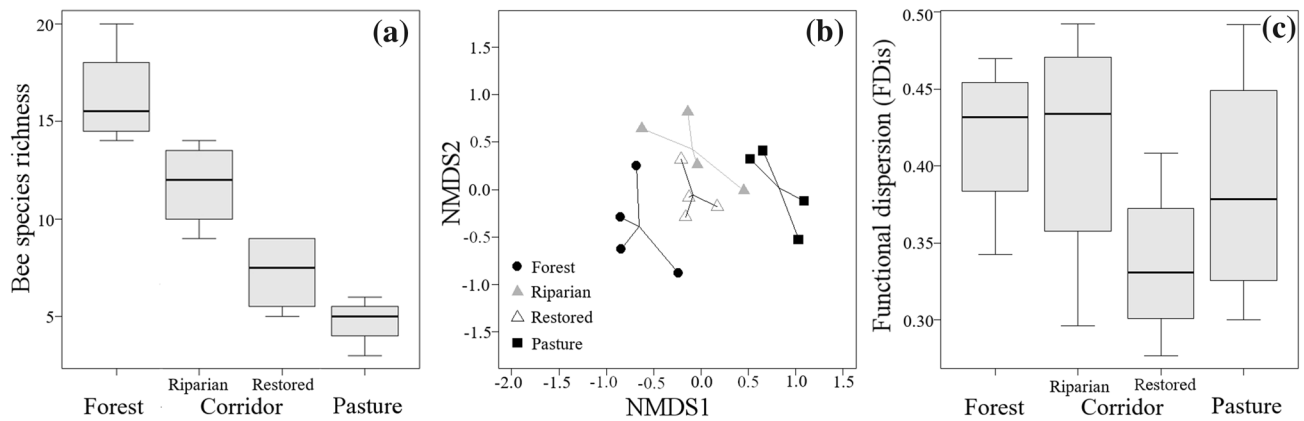 (a)
Bee species richness
20
15
10
5
Riparian
Restored
Forest
Corridor
Pasture
(b)
NMDS2
1.5
1.0
0.5
0.0
-0.5
-1.0
-1.5
Forest
Riparian
Restored
Pasture
-2.0 -1.5 -1.0 -0.5 0.0 0.5 1.0 1.5
NMDS1
(c)
Functional dispersion (FDis)
0.50
0.45
0.40
0.35
0.30
Riparian
Restored
Forest
Corridor
Pasture